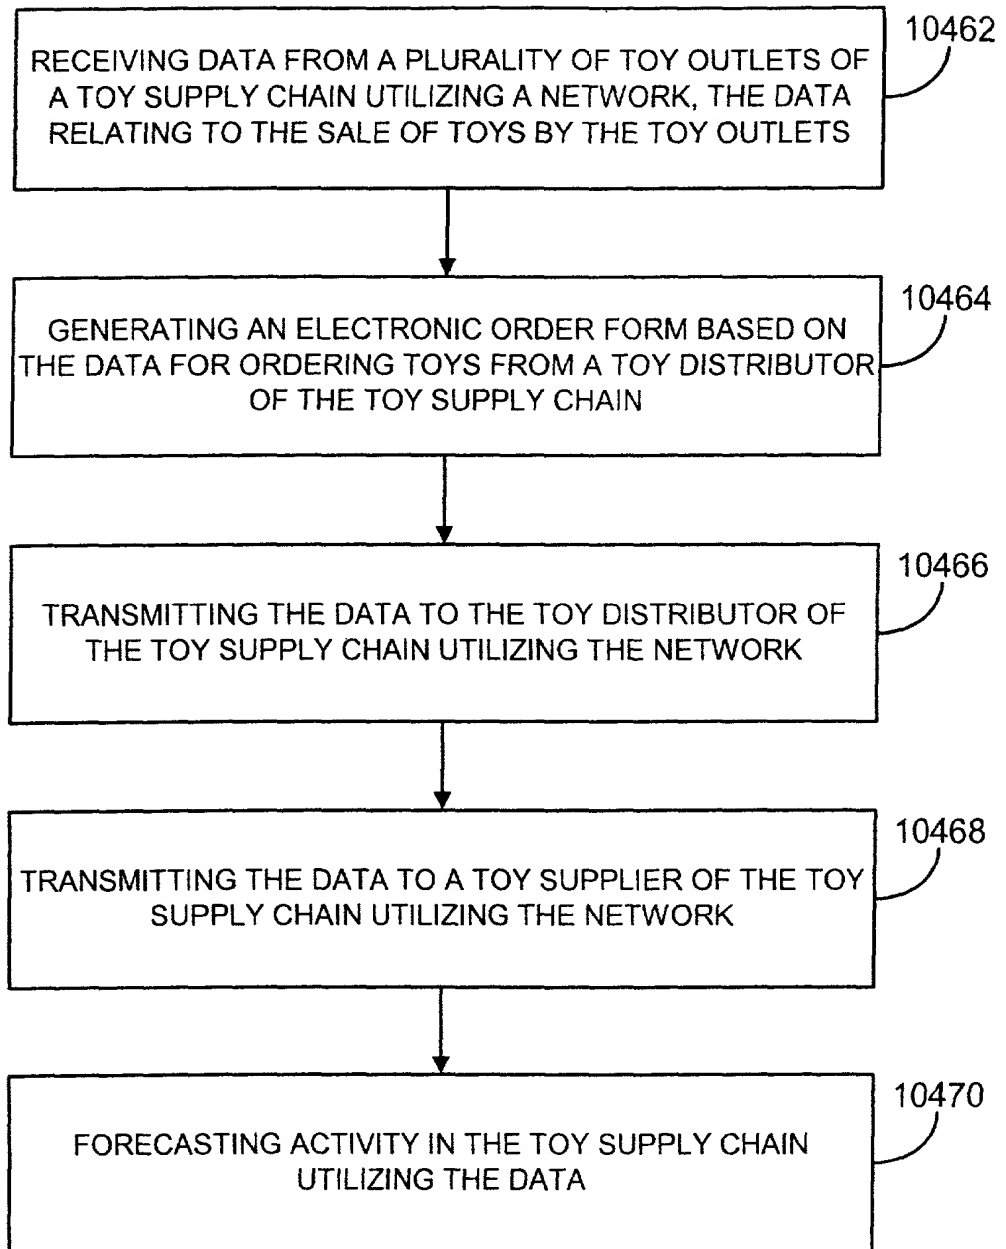 10462
RECEIVING DATA FROM A PLURALITY OF TOY OUTLETS OF
A TOY SUPPLY CHAIN UTILIZING A NETWORK, THE DATA
RELATING TO THE SALE OF TOYS BY THE TOY OUTLETS
10464
GENERATING AN ELECTRONIC ORDER FORM BASED ON
THE DATA FOR ORDERING TOYS FROM A TOY DISTRIBUTOR
OF THE TOY SUPPLY CHAIN
10466
TRANSMITTING THE DATA TO THE TOY DISTRIBUTOR OF
THE TOY SUPPLY CHAIN UTILIZING THE NETWORK
10468
TRANSMITTING THE DATA TO A TOY SUPPLIER OF THE TOY
SUPPLY CHAIN UTILIZING THE NETWORK
10470
FORECASTING ACTIVITY IN THE TOY SUPPLY CHAIN
UTILIZING THE DATA